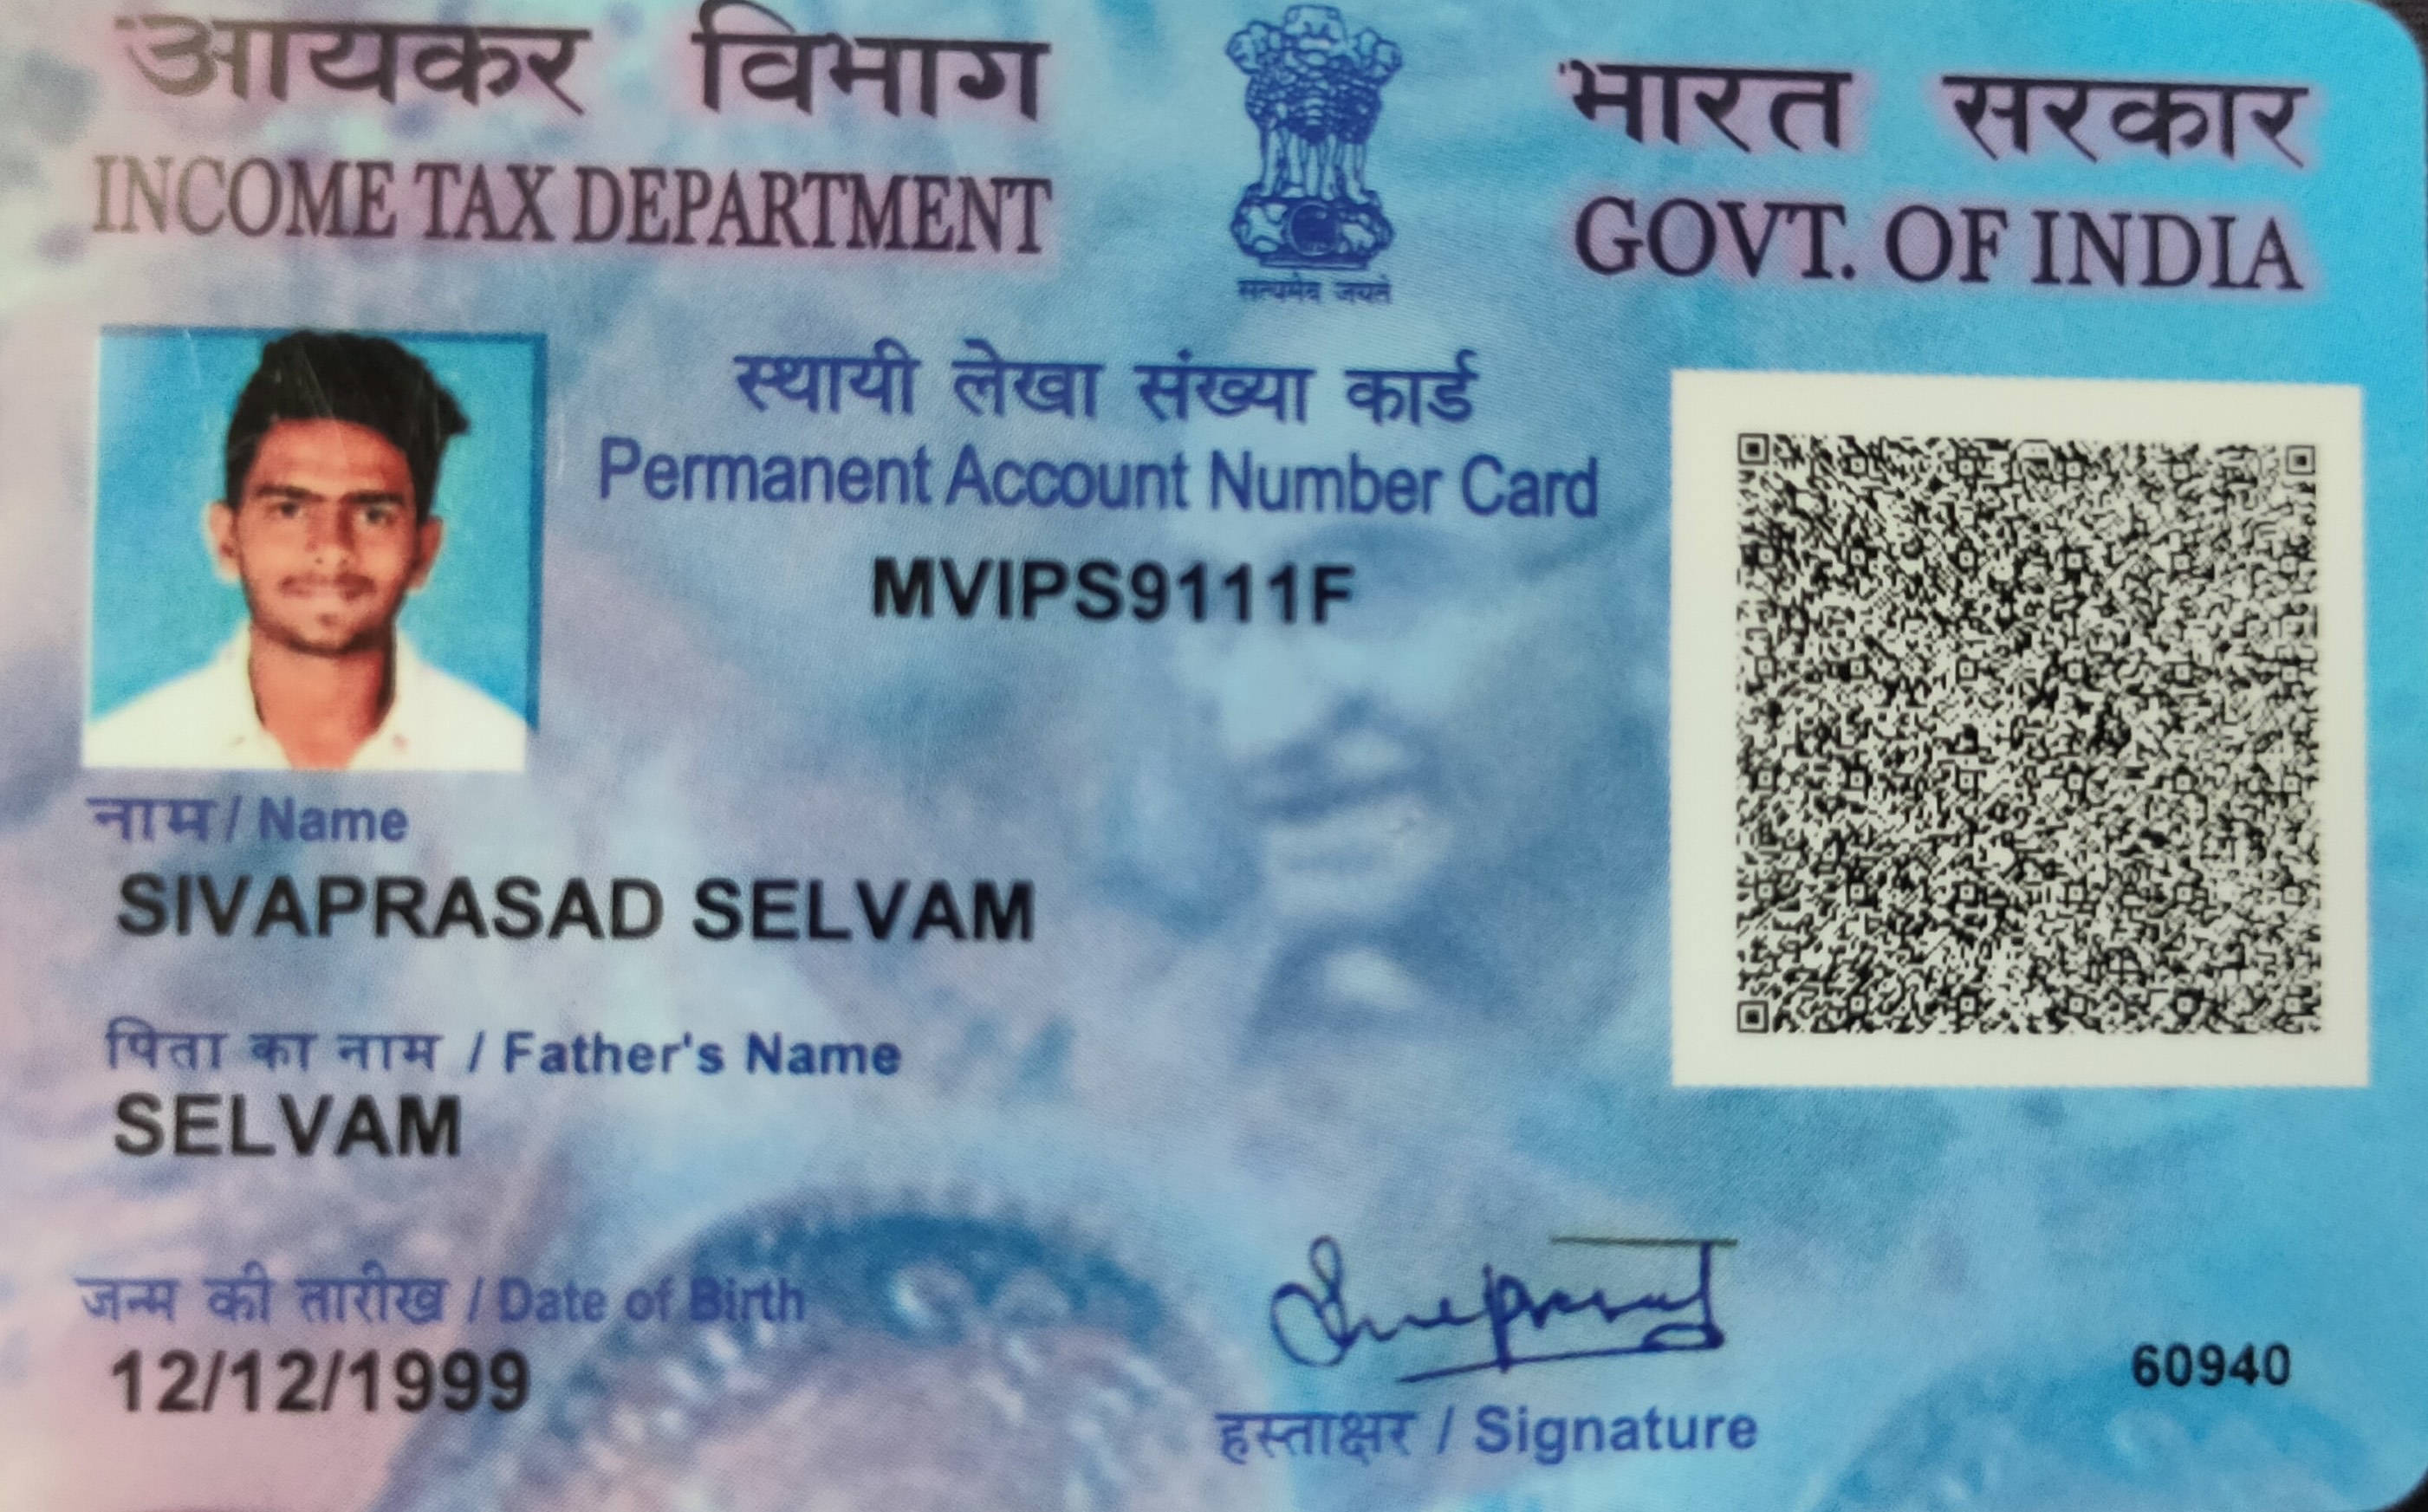 आयकर विभाग
INCOME TAX DEPARTMENT
सत्यमेव जयते
भारत सरकार
GOVT. OF INDIA
स्थायी लेखा संख्या कार्ड
Permanent Account Number Card
MVIPS9111F
नाम / Name
SIVAPRASAD SELVAM
पिता का नाम / Father's Name
SELVAM
जन्म की तारीख / Date of Birth
12/12/1999
Sivaprasad
हस्ताक्षर / Signature
60940